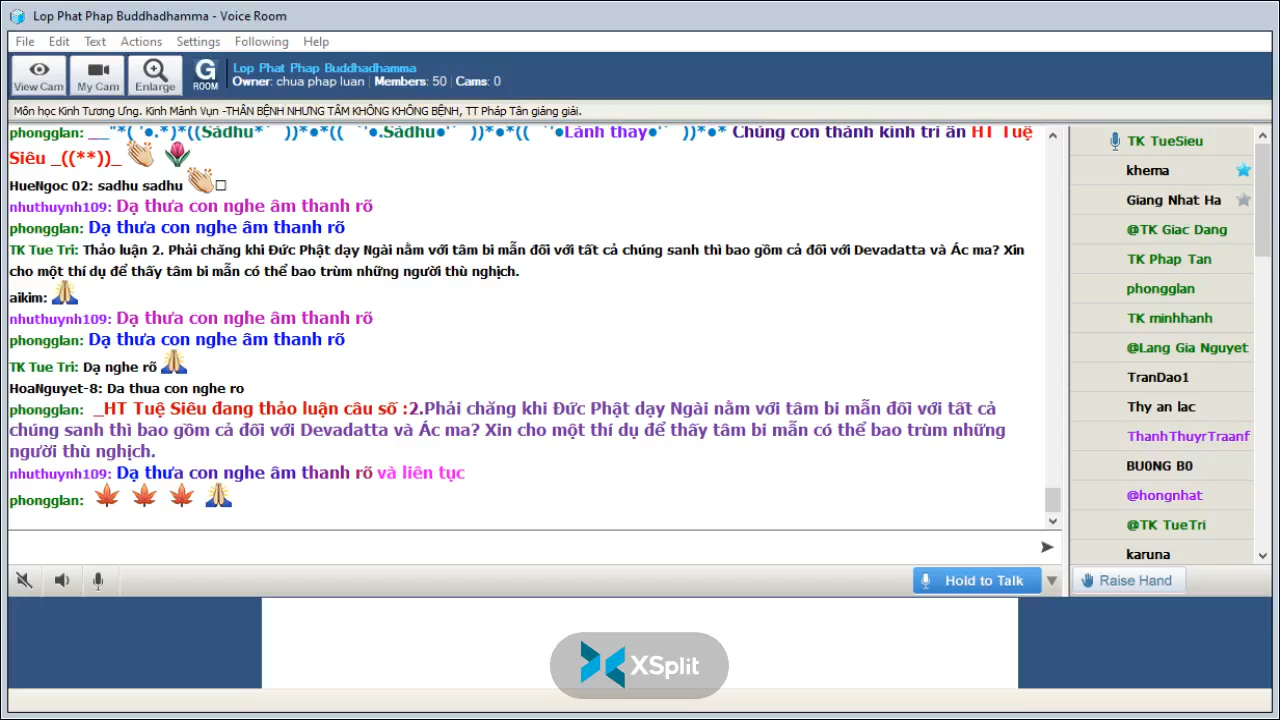 Lop Phat Phap Buddhadhamma - Voice Room
File Edit Text Actions Settings Following Help
View Cam
My Cam
Enlarge
G ROOM
Lop Phat Phap Buddhadhamma
Owner: chua phap luan | Members: 50 | Cams: 0
Môn học Kinh Tương Ưng. Kinh Mảnh Vụn -THÂN BỆNH NHƯNG TÂM KHÔNG KHÔNG BỆNH, TT Pháp Tân giảng giải.
phongglan: __"*(¨'●.*)*((Sādhu*´¨))*●*((¨`'●.Sādhu●'´¨))*●*((¨`'●Lành thay●'´¨))*●* Chúng con thành kính tri ân HT Tuệ
Siêu _((**))_
HueNgoc 02: sadhu sadhu
nhuthuynh109: Dạ thưa con nghe âm thanh rõ
phongglan: Dạ thưa con nghe âm thanh rõ
TK Tue Tri: Thảo luận 2. Phải chăng khi Đức Phật dạy Ngài nằm với tâm bi mẫn đối với tất cả chúng sanh thì bao gồm cả đối với Devadatta và Ác ma? Xin
cho một thí dụ để thấy tâm bi mẫn có thể bao trùm những người thù nghịch.
aikim:
nhuthuynh109: Dạ thưa con nghe âm thanh rõ
phongglan: Dạ thưa con nghe âm thanh rõ
TK Tue Tri: Dạ nghe rõ
HoaNguyet-8: Da thua con nghe ro
phongglan: _HT Tuệ Siêu đang thảo luận câu số :2.Phải chăng khi Đức Phật dạy Ngài nằm với tâm bi mẫn đối với tất cả
chúng sanh thì bao gồm cả đối với Devadatta và Ác ma? Xin cho một thí dụ để thấy tâm bi mẫn có thể bao trùm những
người thù nghịch.
nhuthuynh109: Dạ thưa con nghe âm thanh rõ và liên tục
phongglan:
TK TueSieu
khema
Giang Nhat Ha
@TK Giac Dang
TK Phap Tan
phongglan
TK minhhanh
@Lang Gia Nguyet
TranDao1
Thy an lac
ThanhThuyrTraanf
BU0NG B0
@hongnhat
@TK TueTri
karuna
Hold to Talk
Raise Hand
XSplit